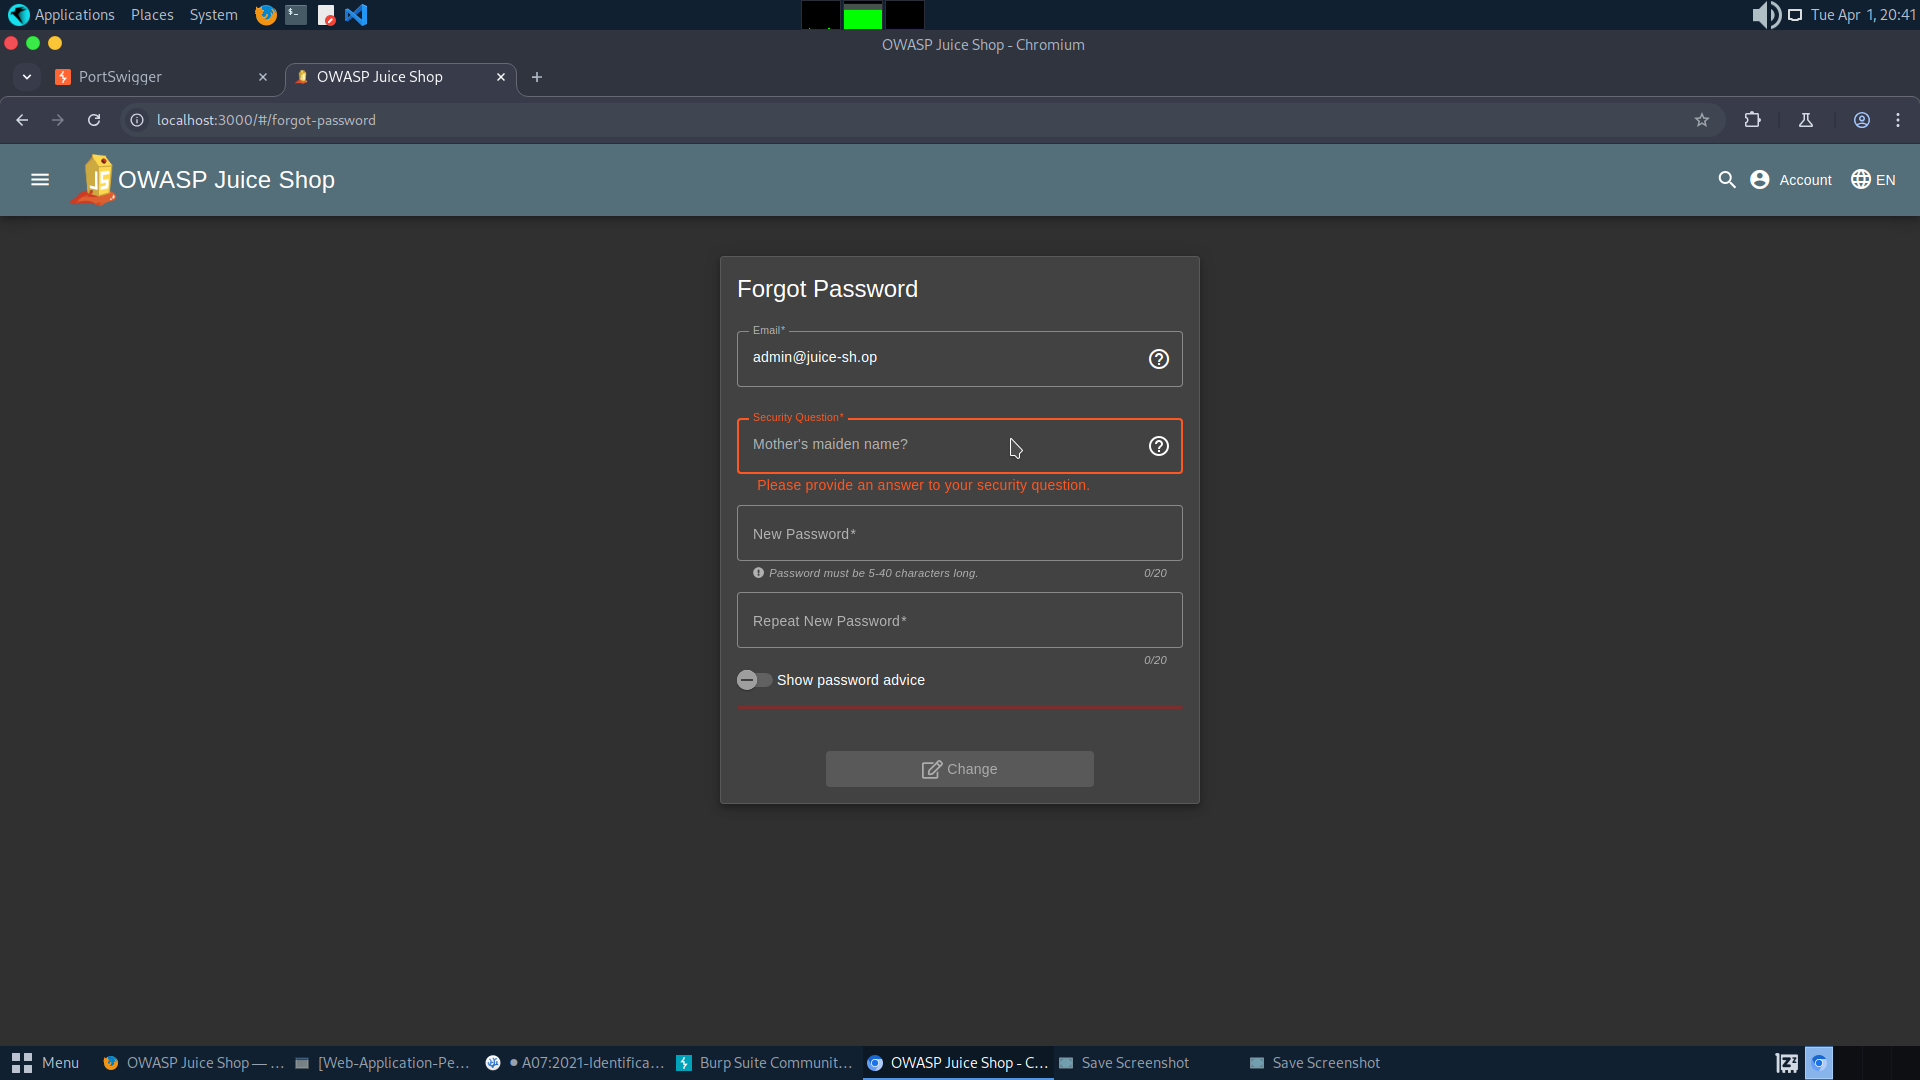 Applications Places System Tue Apr 1, 20:41
OWASP Juice Shop - Chromium
PortSwigger OWASP Juice Shop
localhost:3000/#/forgot-password
OWASP Juice Shop Account EN
Forgot Password
Email*
admin@juice-sh.op
Security Question*
Mother's maiden name?
Please provide an answer to your security question.
New Password*
Password must be 5-40 characters long. 0/20
Repeat New Password*
0/20
Show password advice
Change
Menu OWASP Juice Shop — ... [Web-Application-Pe... • A07:2021-Identifica... Burp Suite Communit... OWASP Juice Shop - C... Save Screenshot Save Screenshot